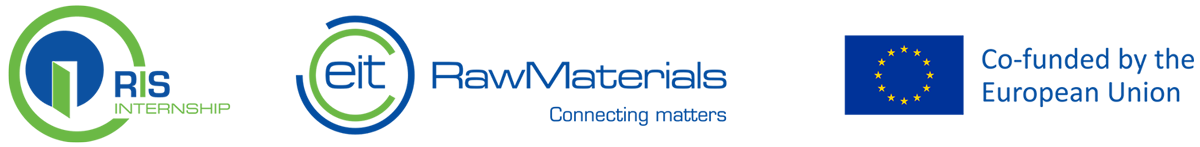 RIS
INTERNSHIP
eit RawMaterials
Connecting matters
Co-funded by the
European Union